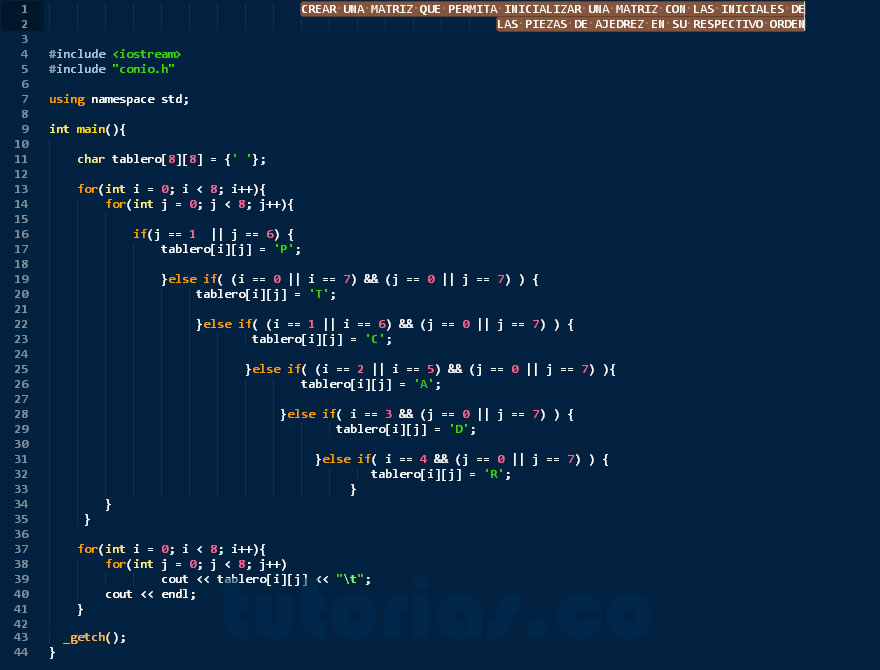 1 CREAR UNA MATRIZ QUE PERMITA INICIALIZAR UNA MATRIZ CON LAS INICIALES DE
2 LAS PIEZAS DE AJEDREZ EN SU RESPECTIVO ORDEN
3
4 #include <iostream>
5 #include "conio.h"
6
7 using namespace std;
8
9 int main(){
10
11 char tablero[8][8] = {' '};
12
13 for(int i = 0; i < 8; i++){
14 for(int j = 0; j < 8; j++){
15
16 if(j == 1  || j == 6) {
17 tablero[i][j] = 'P';
18
19 }else if( (i == 0 || i == 7) && (j == 0 || j == 7) ) {
20 tablero[i][j] = 'T';
21
22 }else if( (i == 1 || i == 6) && (j == 0 || j == 7) ) {
23 tablero[i][j] = 'C';
24
25 }else if( (i == 2 || i == 5) && (j == 0 || j == 7) ){
26 tablero[i][j] = 'A';
27
28 }else if( i == 3 && (j == 0 || j == 7) ) {
29 tablero[i][j] = 'D';
30
31 }else if( i == 4 && (j == 0 || j == 7) ) {
32 tablero[i][j] = 'R';
33 }
34 }
35 }
36
37 for(int i = 0; i < 8; i++){
38 for(int j = 0; j < 8; j++)
39 cout << tablero[i][j] << "\t";
40 cout << endl;
41 }
42
43 _getch();
44 }
tutorias.co